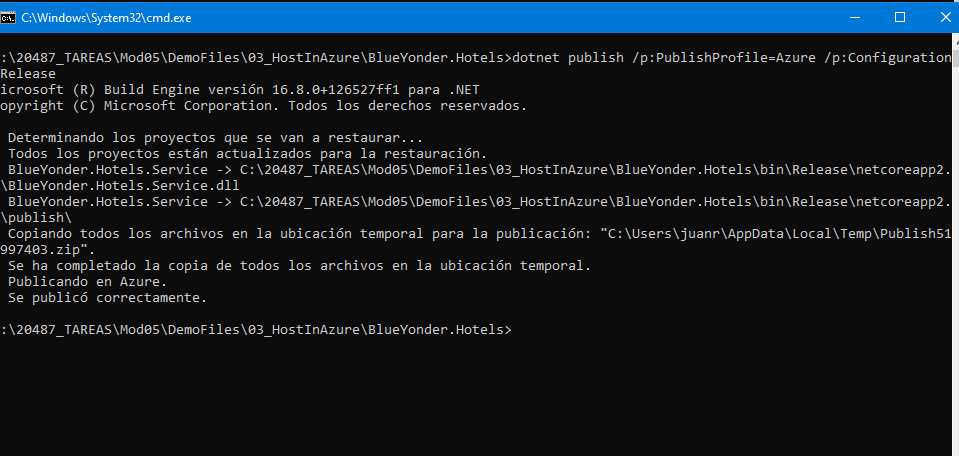 C:\Windows\System32\cmd.exe
:\20487_TAREAS\Mod05\DemoFiles\03_HostInAzure\BlueYonder.Hotels>dotnet publish /p:PublishProfile=Azure /p:Configuration
Release
icrosoft (R) Build Engine versión 16.8.0+126527ff1 para .NET
opyright (C) Microsoft Corporation. Todos los derechos reservados.
Determinando los proyectos que se van a restaurar...
Todos los proyectos están actualizados para la restauración.
BlueYonder.Hotels.Service -> C:\20487_TAREAS\Mod05\DemoFiles\03_HostInAzure\BlueYonder.Hotels\bin\Release\netcoreapp2.
\BlueYonder.Hotels.Service.dll
BlueYonder.Hotels.Service -> C:\20487_TAREAS\Mod05\DemoFiles\03_HostInAzure\BlueYonder.Hotels\bin\Release\netcoreapp2.
\publish\
Copiando todos los archivos en la ubicación temporal para la publicación: "C:\Users\juanr\AppData\Local\Temp\Publish51
997403.zip".
Se ha completado la copia de todos los archivos en la ubicación temporal.
Publicando en Azure.
Se publicó correctamente.
:\20487_TAREAS\Mod05\DemoFiles\03_HostInAzure\BlueYonder.Hotels>